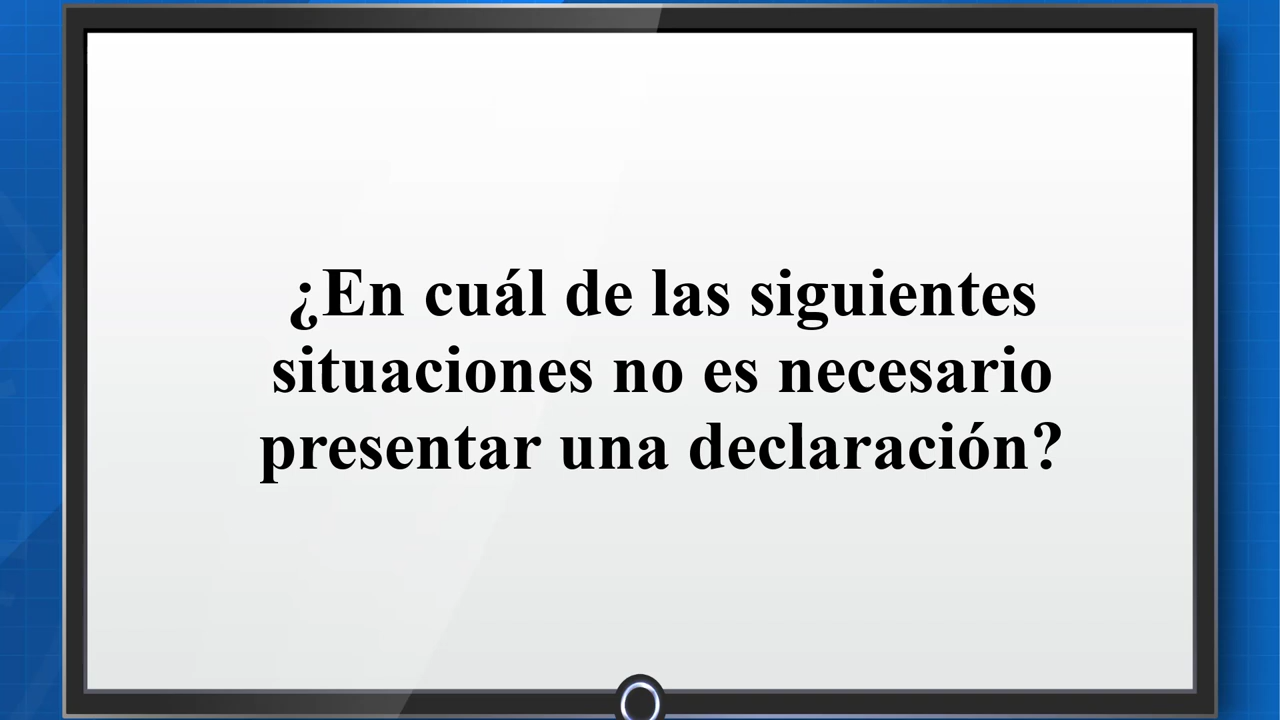 ¿En cuál de las siguientes
situaciones no es necesario
presentar una declaración?